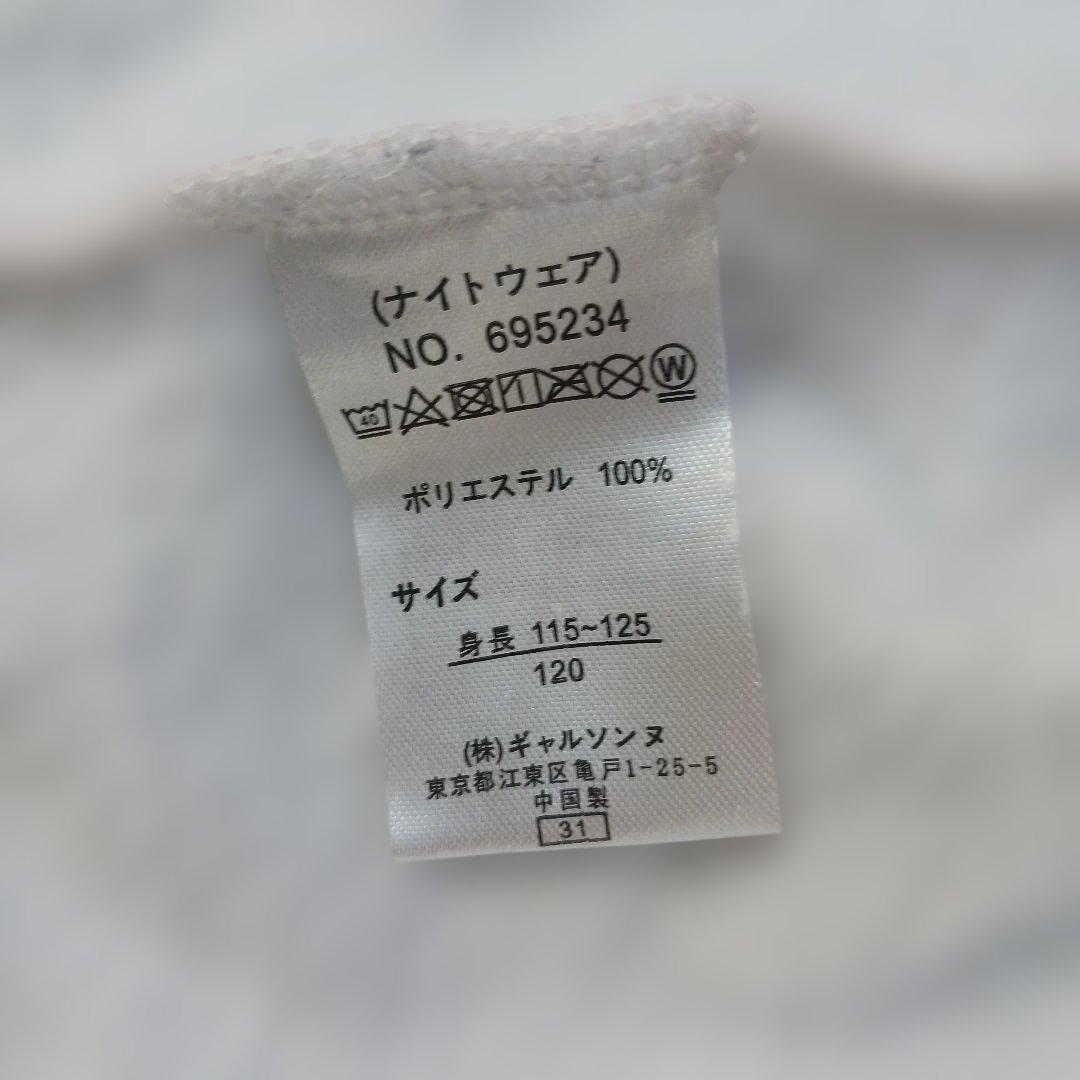 (ナイトウェア)
NO. 695234
40 W
ポリエステル 100%
サイズ
身長 115~125
120
(株)ギャルソンヌ
東京都江東区亀戸1-25-5
中国製
31